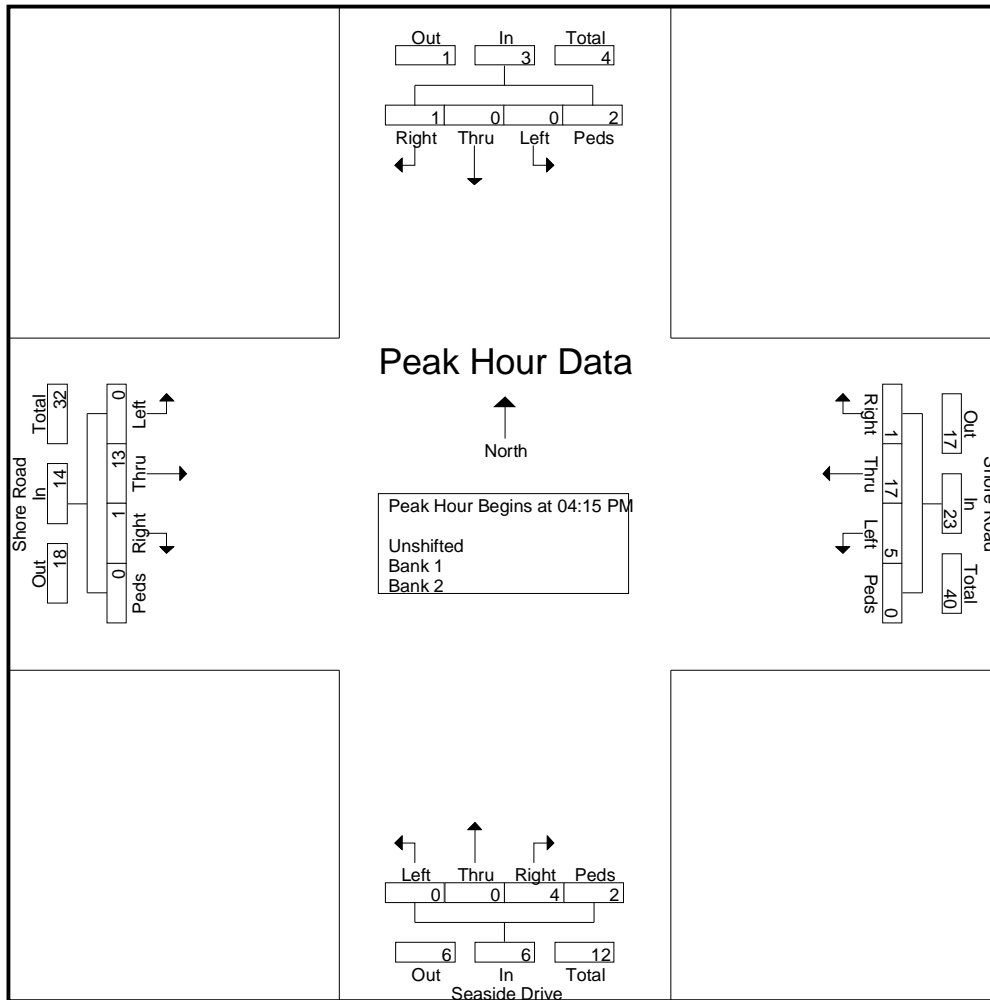 Out In Total
1 3 4
1 0 0 2
Right Thru Left Peds
Peak Hour Data
North
Peak Hour Begins at 04:15 PM
Unshifted
Bank 1
Bank 2
Shore Road
Out In Total
18 14 32
0 13 1 0
Left Thru Right Peds
Shore Road
Out In Total
17 23 40
1 17 5 0
Right Thru Left Peds
Left Thru Right Peds
0 0 4 2
6 6 12
Out In Total
Seaside Drive